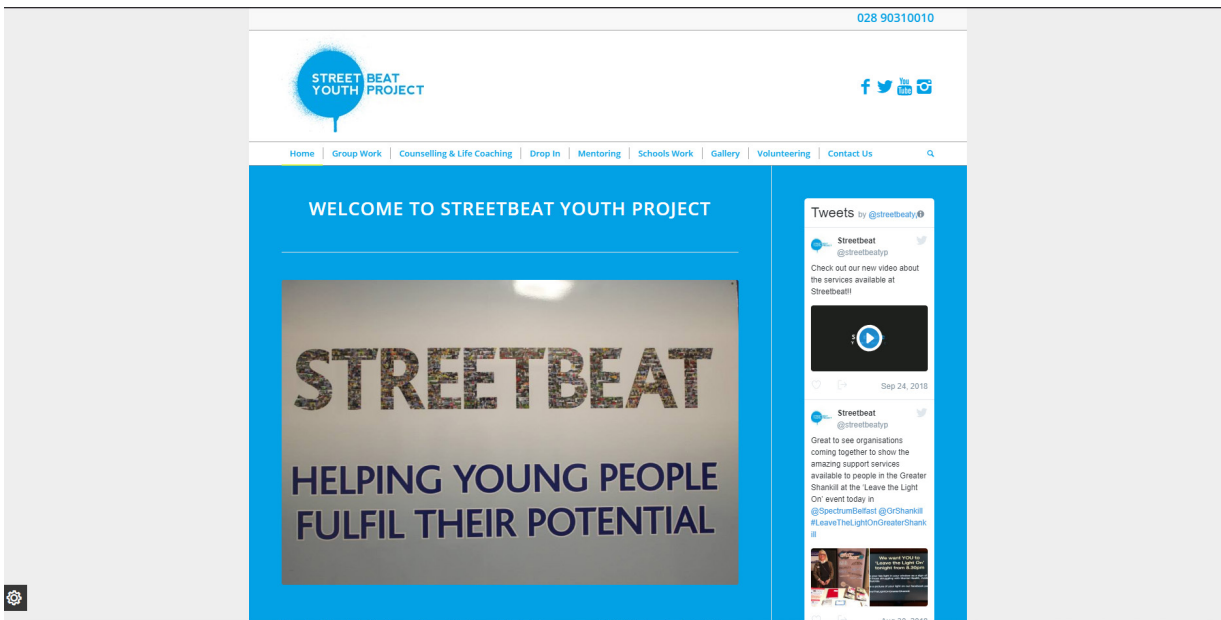 028 90310010
STREET BEAT
YOUTH PROJECT
You
Tube
Home
Group Work
Counselling & Life Coaching
Drop In
Mentoring
Schools Work
Gallery
Volunteering
Contact Us
WELCOME TO STREETBEAT YOUTH PROJECT
STREETBEAT
HELPING YOUNG PEOPLE
FULFIL THEIR POTENTIAL
Tweets by @streetbeaty
Streetbeat
@streetbeatyp
Check out our new video about
the services available at
Streetbeat!!
Sep 24, 2018
Streetbeat
@streetbeatyp
Great to see organisations
coming together to show the
amazing support services
available to people in the Greater
Shankill at the 'Leave the Light
On' event today in
@SpectrumBelfast @GrShankill
#LeaveTheLightOnGreaterShank
ill
We want YOU to
'Leave the Light On'
tonight from 8.30pm